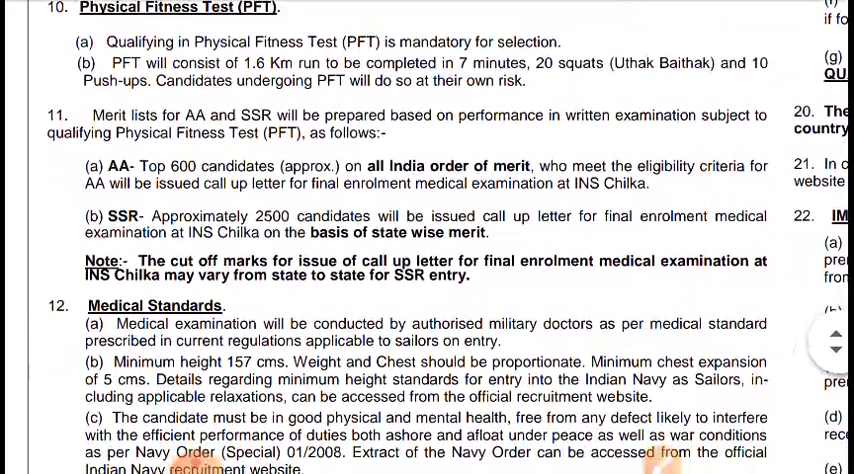 10. Physical Fitness Test (PFT).
(a) Qualifying in Physical Fitness Test (PFT) is mandatory for selection.
(b) PFT will consist of 1.6 Km run to be completed in 7 minutes, 20 squats (Uthak Baithak) and 10
Push-ups. Candidates undergoing PFT will do so at their own risk.
11. Merit lists for AA and SSR will be prepared based on performance in written examination subject to
qualifying Physical Fitness Test (PFT), as follows:-
(a) AA- Top 600 candidates (approx.) on all India order of merit, who meet the eligibility criteria for
AA will be issued call up letter for final enrolment medical examination at INS Chilka.
(b) SSR- Approximately 2500 candidates will be issued call up letter for final enrolment medical
examination at INS Chilka on the basis of state wise merit.
Note:- The cut off marks for issue of call up letter for final enrolment medical examination at
INS Chilka may vary from state to state for SSR entry.
12. Medical Standards.
(a) Medical examination will be conducted by authorised military doctors as per medical standard
prescribed in current regulations applicable to sailors on entry.
(b) Minimum height 157 cms. Weight and Chest should be proportionate. Minimum chest expansion
of 5 cms. Details regarding minimum height standards for entry into the Indian Navy as Sailors, in-
cluding applicable relaxations, can be accessed from the official recruitment website.
(c) The candidate must be in good physical and mental health, free from any defect likely to interfere
with the efficient performance of duties both ashore and afloat under peace as well as war conditions
as per Navy Order (Special) 01/2008. Extract of the Navy Order can be accessed from the official
Indian Navy recruitment website.
if fo
(g)
QU
20. The
country
21. In c
website
22. IM
(a)
pre
fron
pre
(d)
rec
(e)